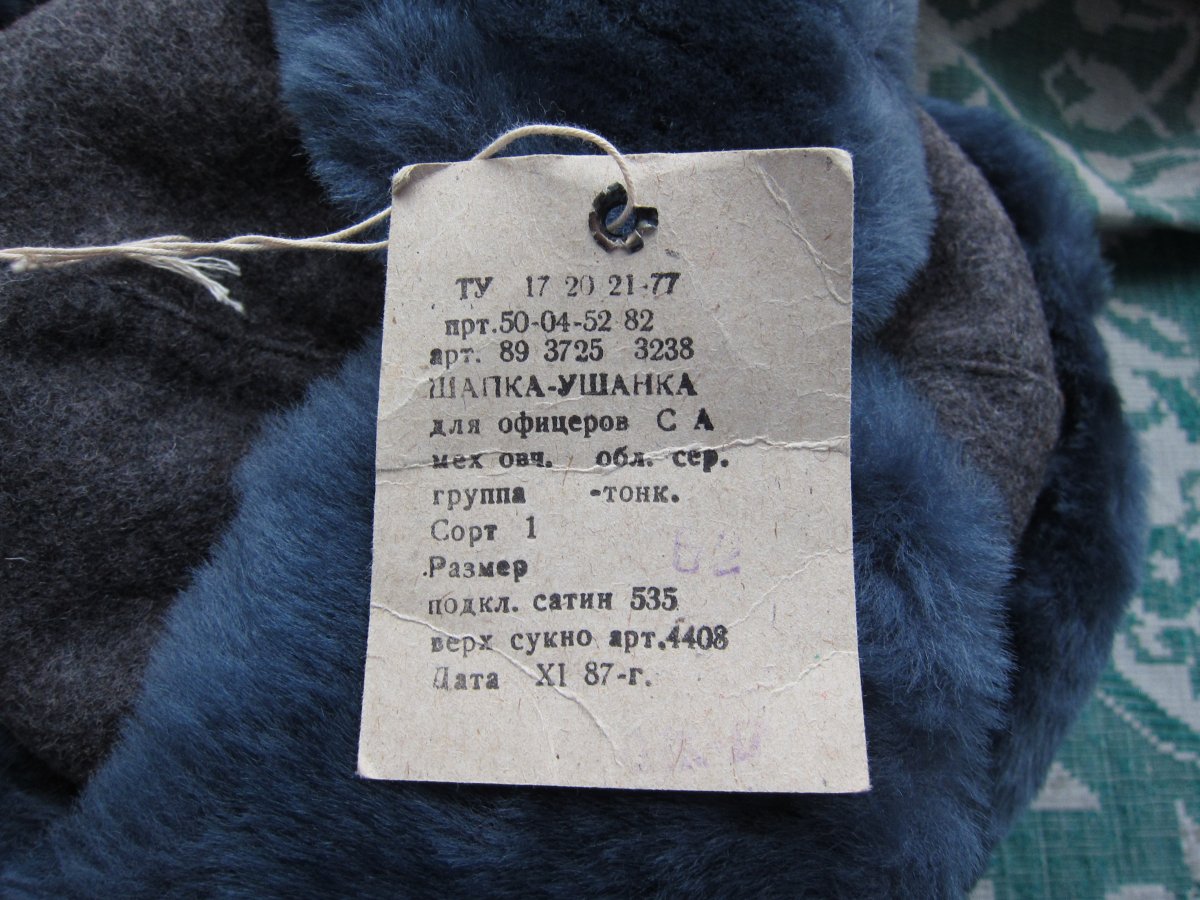 ТУ 17 20 21-77
прт.50-04-52 82
арт. 89 3725 3238
ШАПКА-УШАНКА
для офицеров С А
мех овч. обл. сер.
группа -тонк.
Сорт 1
Размер
подкл. сатин 535
верх сукно арт.4408
Дата XI 87-г.